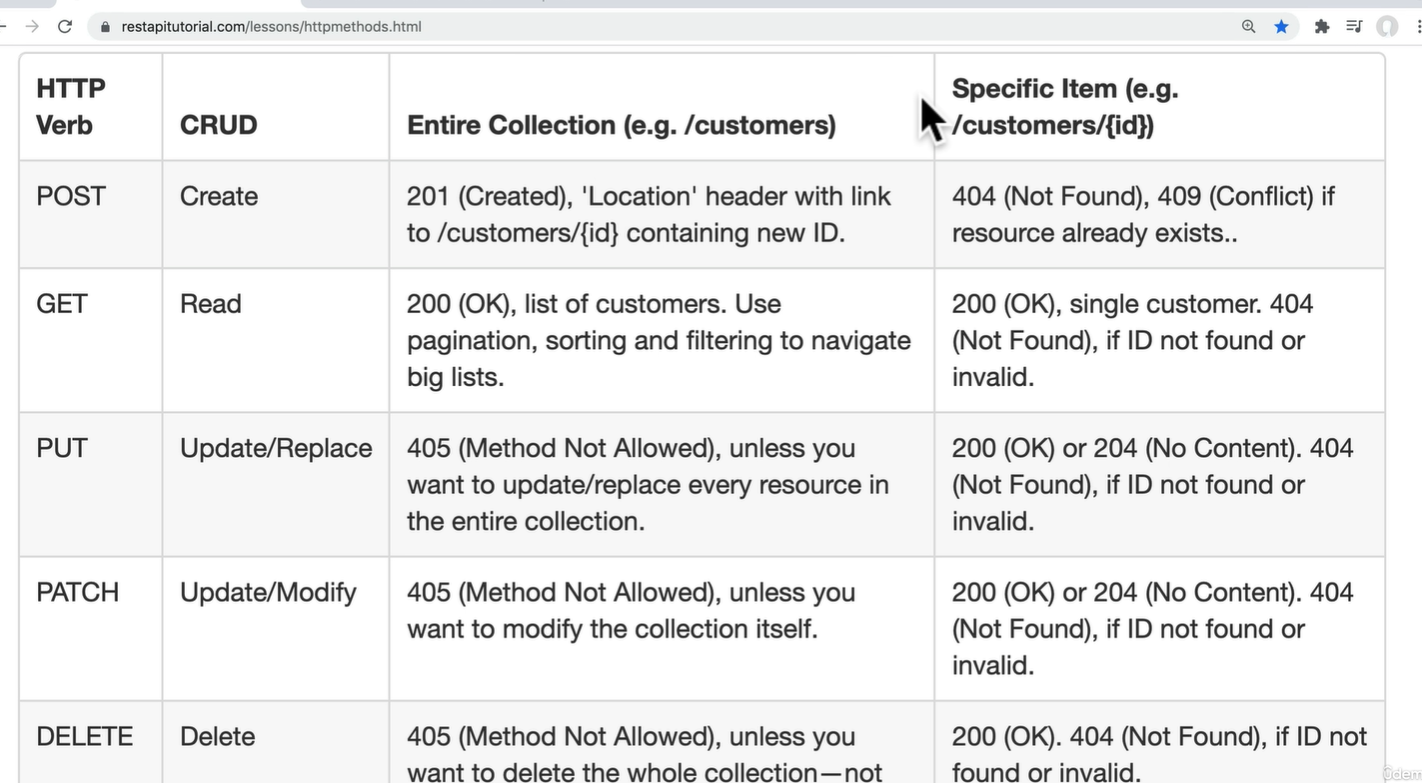 restapitutorial.com/lessons/httpmethods.html
HTTP
Verb
CRUD
Entire Collection (e.g. /customers)
Specific Item (e.g.
/customers/{id})
POST
Create
201 (Created), 'Location' header with link
to /customers/{id} containing new ID.
404 (Not Found), 409 (Conflict) if
resource already exists..
GET
Read
200 (OK), list of customers. Use
pagination, sorting and filtering to navigate
big lists.
200 (OK), single customer. 404
(Not Found), if ID not found or
invalid.
PUT
Update/Replace
405 (Method Not Allowed), unless you
want to update/replace every resource in
the entire collection.
200 (OK) or 204 (No Content). 404
(Not Found), if ID not found or
invalid.
PATCH
Update/Modify
405 (Method Not Allowed), unless you
want to modify the collection itself.
200 (OK) or 204 (No Content). 404
(Not Found), if ID not found or
invalid.
DELETE
Delete
405 (Method Not Allowed), unless you
want to delete the whole collection—not
200 (OK). 404 (Not Found), if ID not
found or invalid.